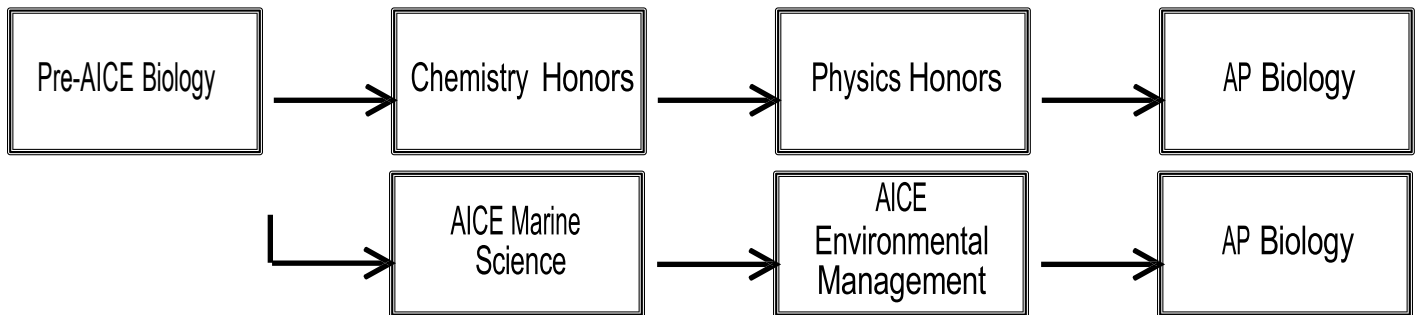 Pre-AICE Biology
Chemistry Honors
Physics Honors
AP Biology
AICE Marine
Science
AICE
Environmental
Management
AP Biology